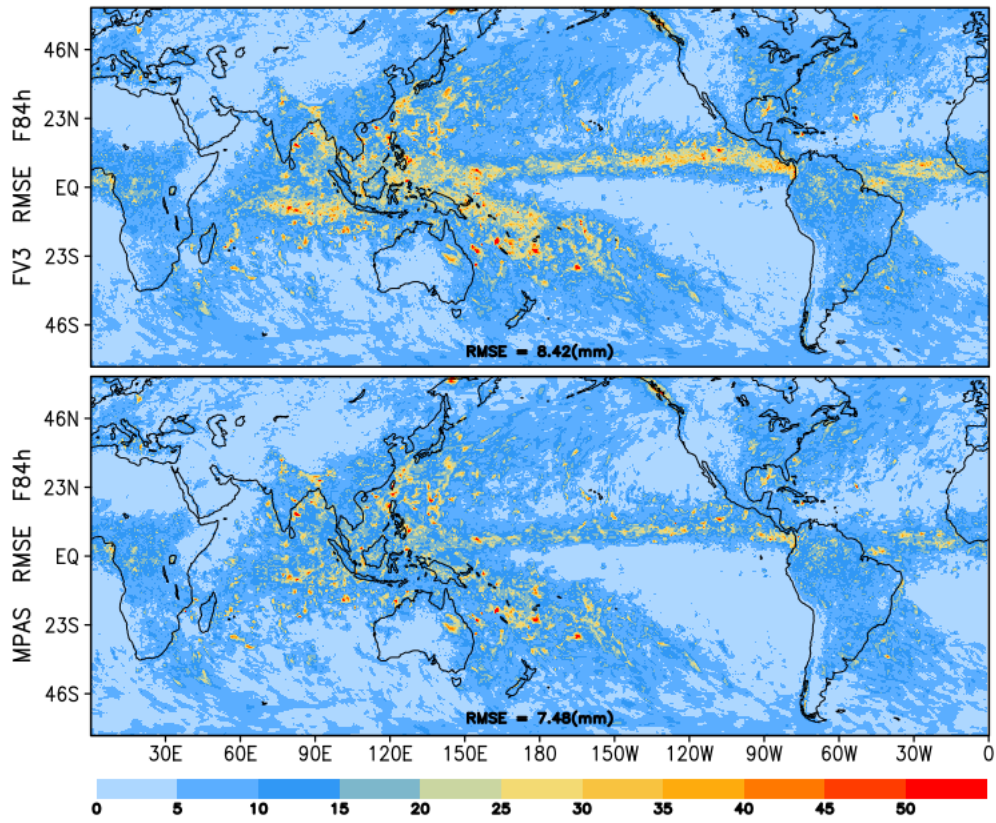 FV3 RMSE F84h
46N
23N
EQ
23S
46S
RMSE = 8.42(mm)
MPAS RMSE F84h
46N
23N
EQ
23S
46S
RMSE = 7.48(mm)
30E 60E 90E 120E 150E 180 150W 120W 90W 60W 30W 0
0 5 10 15 20 25 30 35 40 45 50